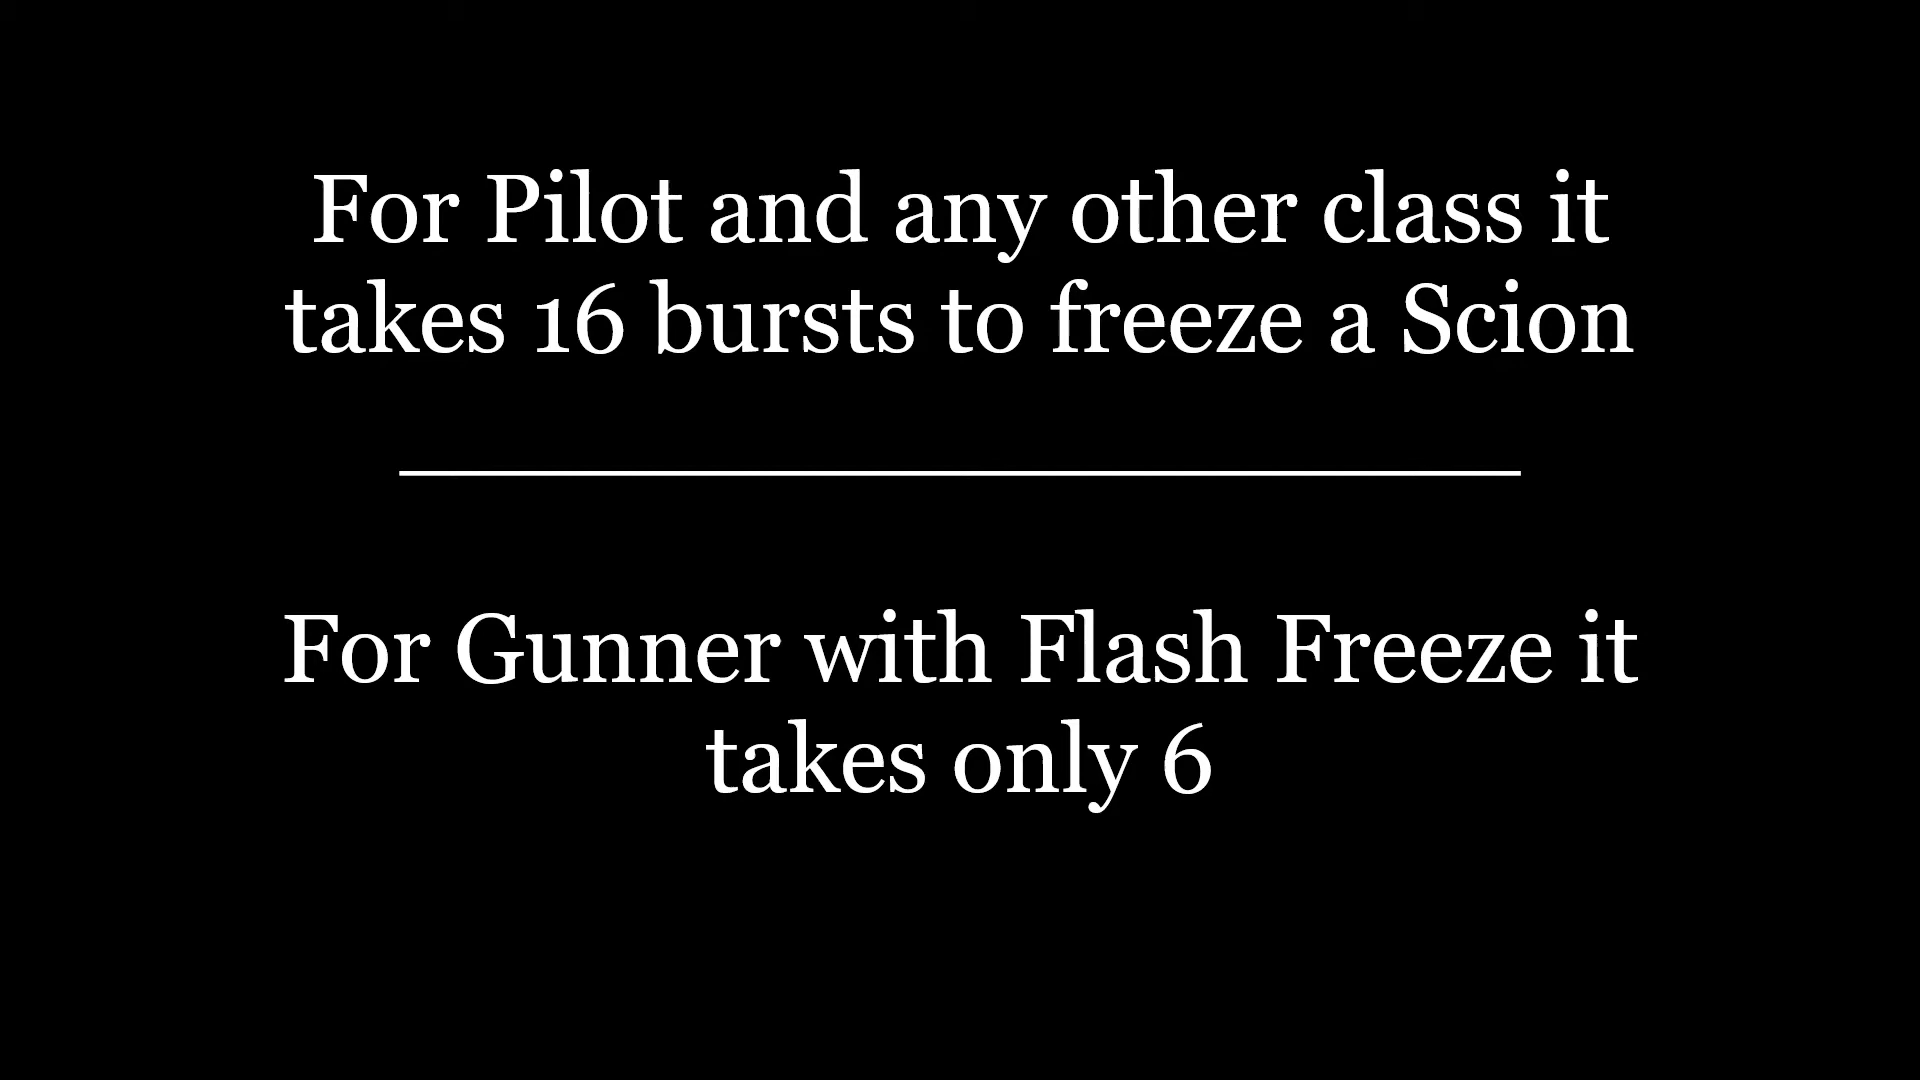 For Pilot and any other class it
takes 16 bursts to freeze a Scion
For Gunner with Flash Freeze it
takes only 6